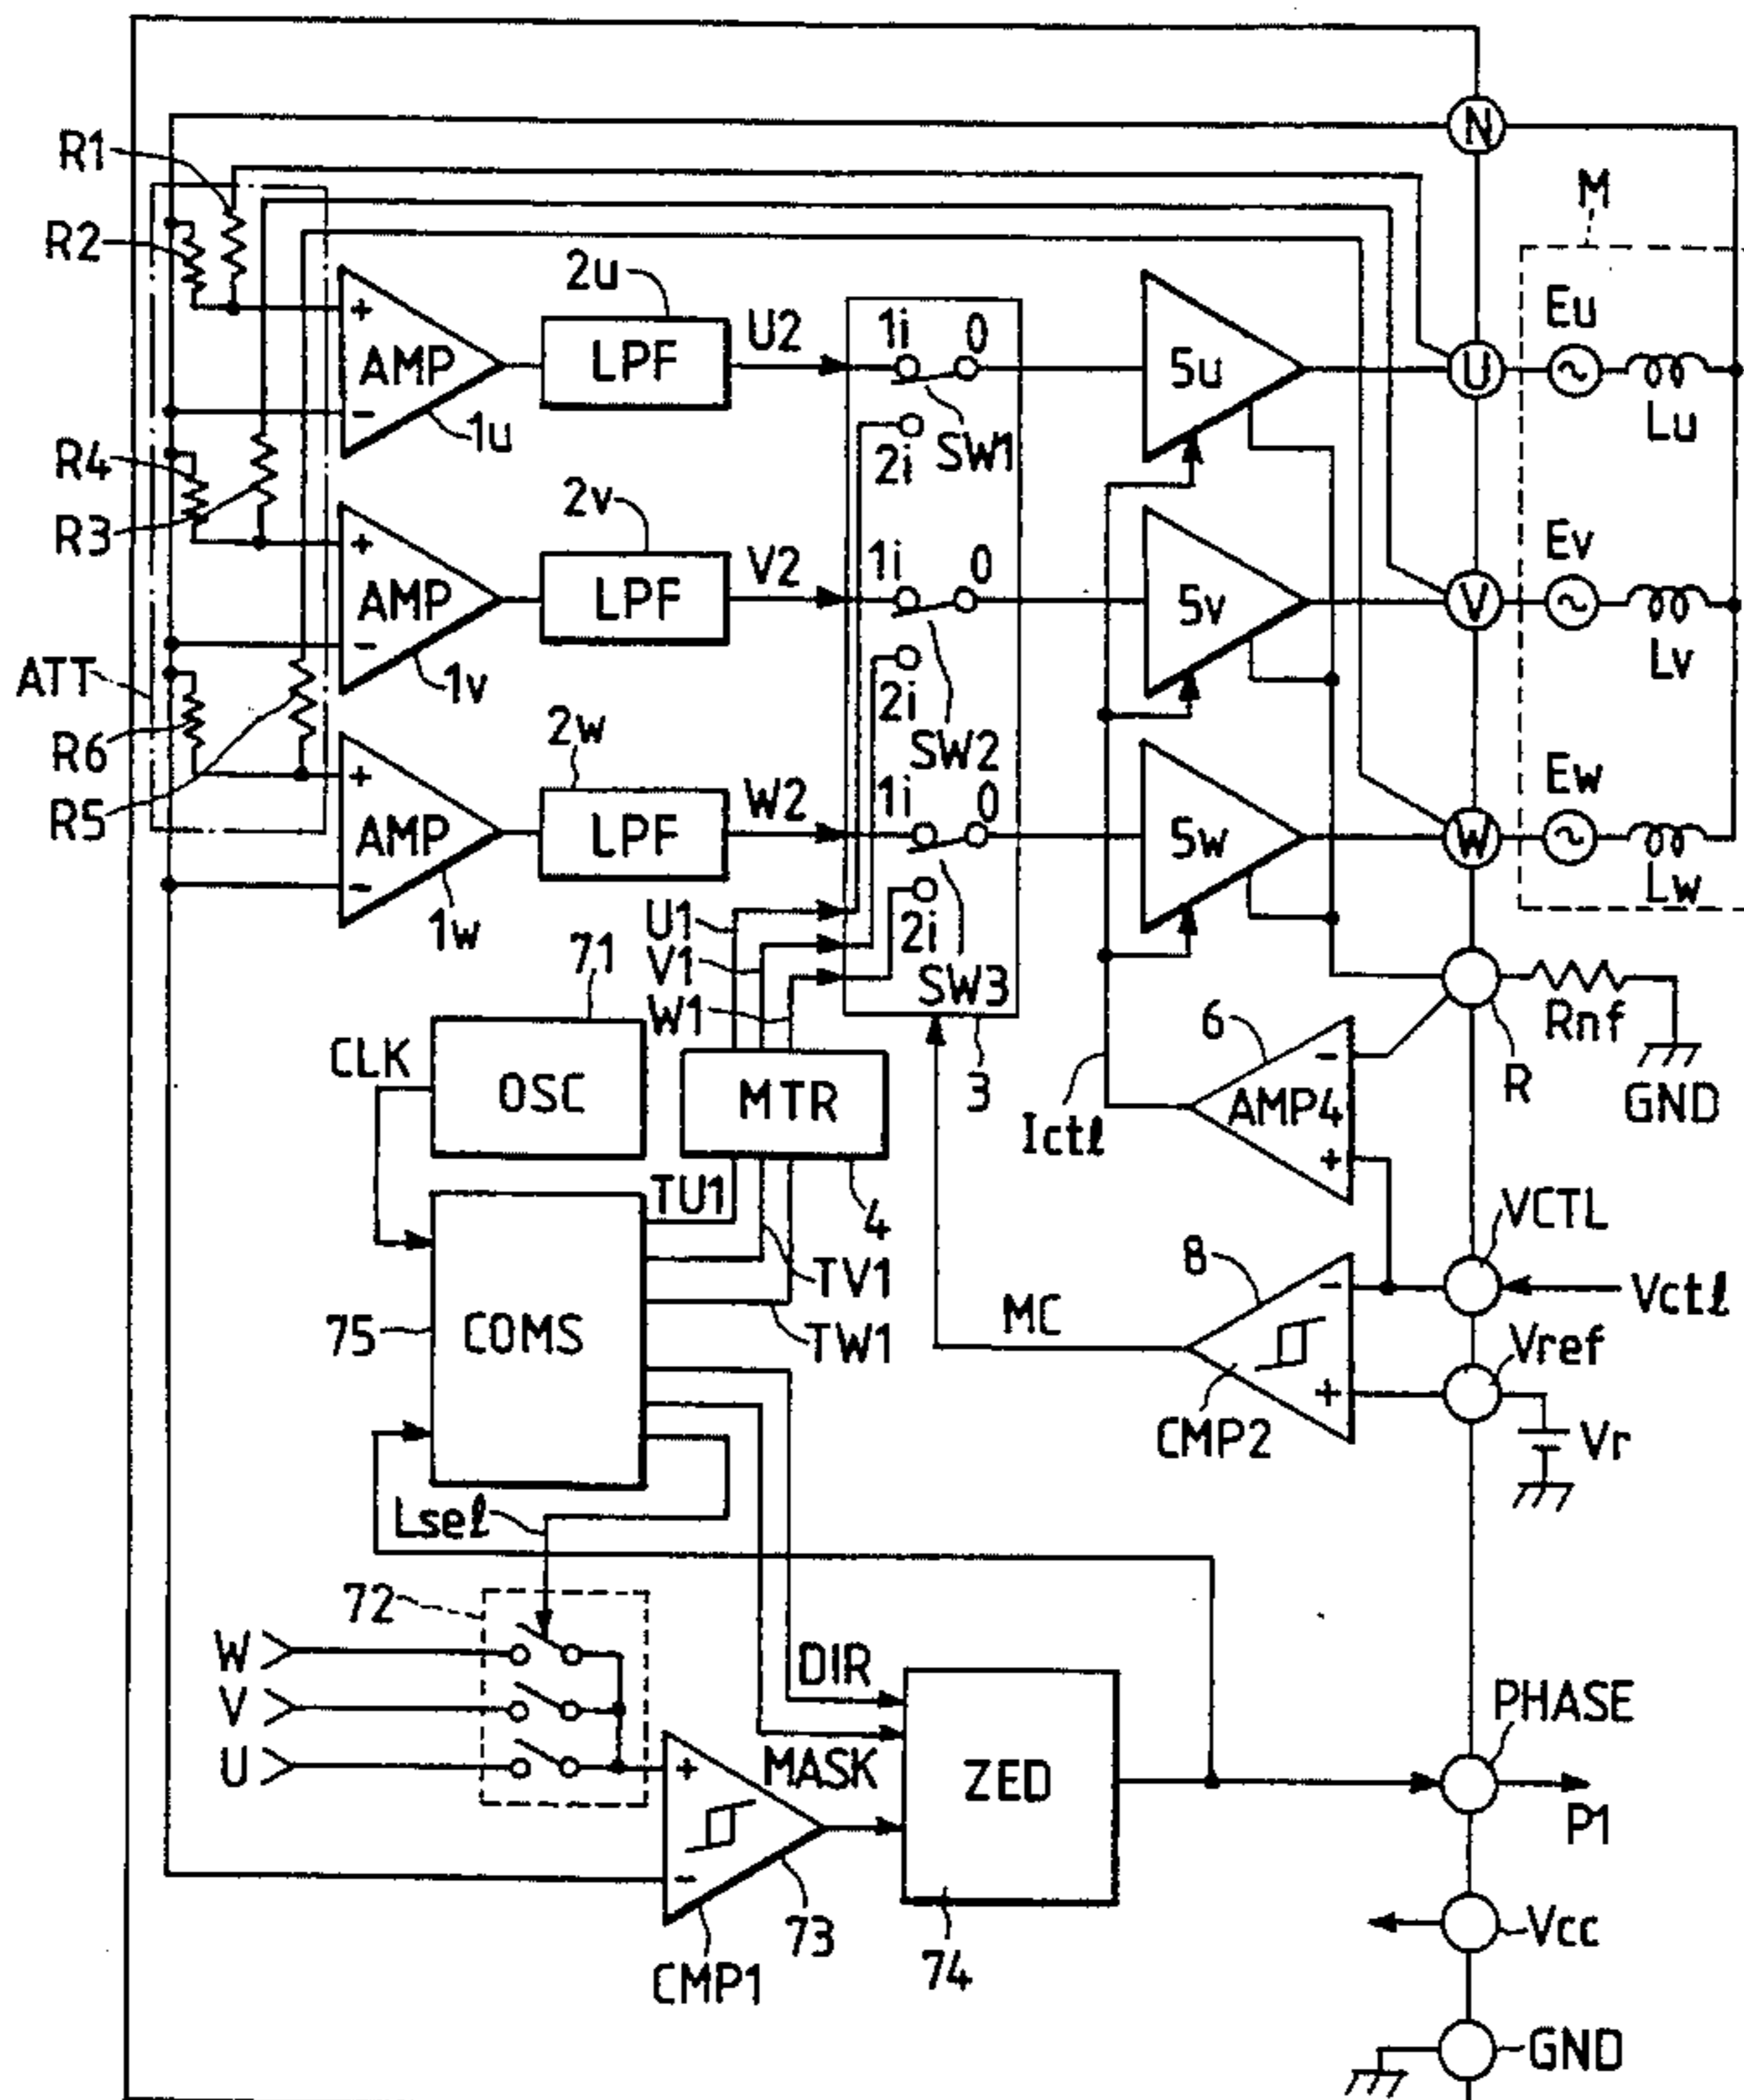 N
R1
M
R2
2u
1i
0
Eu
+
AMP
LPF
U2
5u
U
-
1u
SW1
Lu
2i
R4
R3
2v
1i
0
Ev
+
AMP
LPF
V2
5v
V
-
1v
2i
Lv
ATT
R6
2w
SW2
1i
0
Ew
R5
+
AMP
LPF
W2
5w
W
-
1w
U1
2i
Lw
71
V1
SW3
W1
6
Rnf
CLK
OSC
MTR
3
-
R
GND
AMP4
Ictl
+
TU1
4
VCTL
8
TV1
-
Vctl
75
COMS
MC
TW1
Vref
+
CMP2
Vr
Lsel
72
W
DIR
V
PHASE
U
MASK
+
ZED
P1
-
73
Vcc
CMP1
74
GND